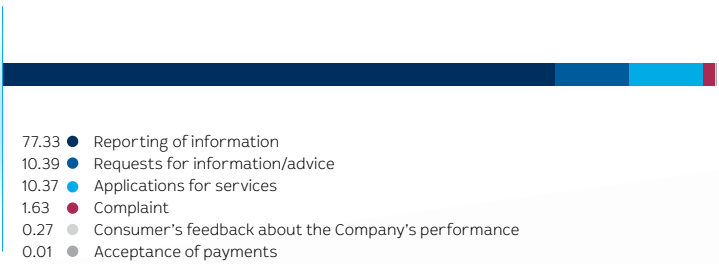 77.33 Reporting of information
10.39 Requests for information/advice
10.37 Applications for services
1.63 Complaint
0.27 Consumer's feedback about the Company's performance
0.01 Acceptance of payments